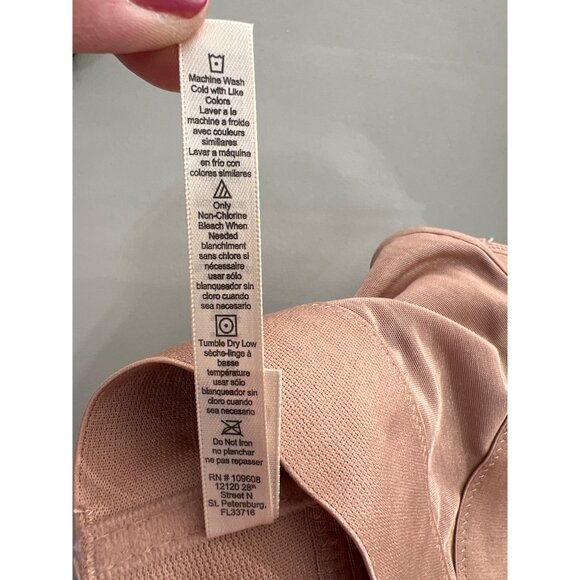 Machine Wash
Cold with Like
Colors
Laver a la
machine a froide
avec couleurs
similaires
Lavar a máquina
en frío con
colores similares
Only
Non-Chlorine
Bleach When
Needed
blanchiment
sans chlore si
nécessaire
usar sólo
blanqueador sin
cloro cuando
sea necesario
Tumble Dry Low
sèche-linge à
basse
température
usar sólo
blanqueador sin
cloro cuando
sea necesario
Do Not Iron
no planchar
ne pas repasser
RN # 109608
12120 28th
Street N
St. Petersburg,
FL33716